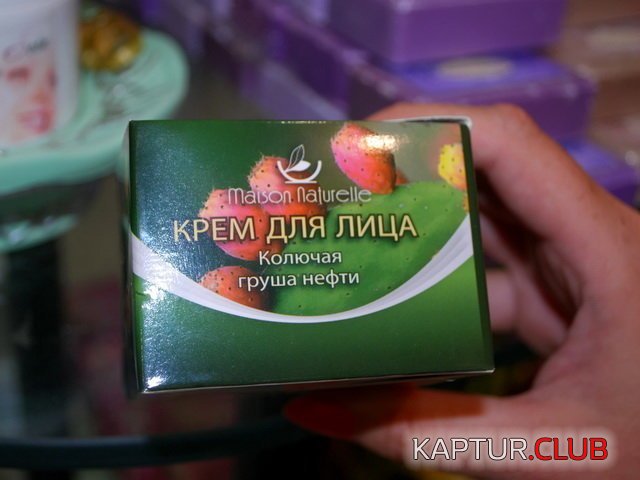 Maison Naturelle
КРЕМ ДЛЯ ЛИЦА
Колючая
груша нефти
KAPTUR.CLUB